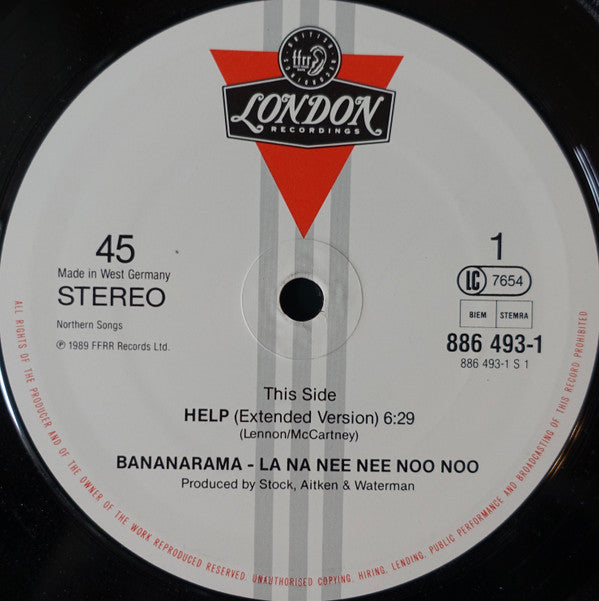 BRITISH
ffrr
LONDON
RECORDINGS
45
Made in West Germany
STEREO
Northern Songs
℗ 1989 FFRR Records Ltd.
1
LC 7654
BIEM STEMRA
886 493-1
886 493-1 S 1
This Side
HELP (Extended Version) 6:29
(Lennon/McCartney)
BANANARAMA - LA NA NEE NEE NOO NOO
Produced by Stock, Aitken & Waterman
ALL RIGHTS OF THE PRODUCER AND OF THE OWNER OF THE WORK REPRODUCED RESERVED. UNAUTHORISED COPYING, HIRING, LENDING, PUBLIC PERFORMANCE AND BROADCASTING OF THIS RECORD PROHIBITED